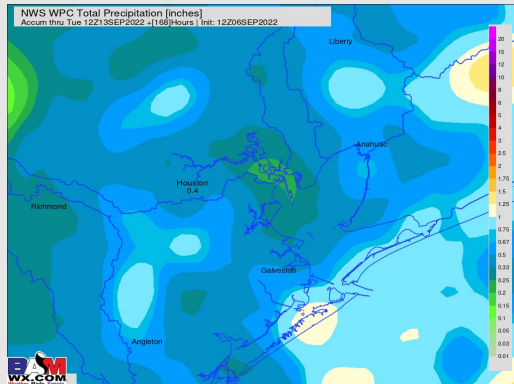 NWS WPC Total Precipitation [inches]
Accum thru Tue 12Z13SEP2022 -[168]Hours | Init: 12Z06SEP2022
Liberty
Anahuac
Houston
0.4
Richmond
Galveston
Angleton
20
15
12
10
8
6
5
4
3
2.5
2
1.75
1.5
1.25
1
0.75
0.67
0.5
0.33
0.25
0.2
0.15
0.1
0.05
0.03
0.01
BAM
WX.COM
Weather Made Simple